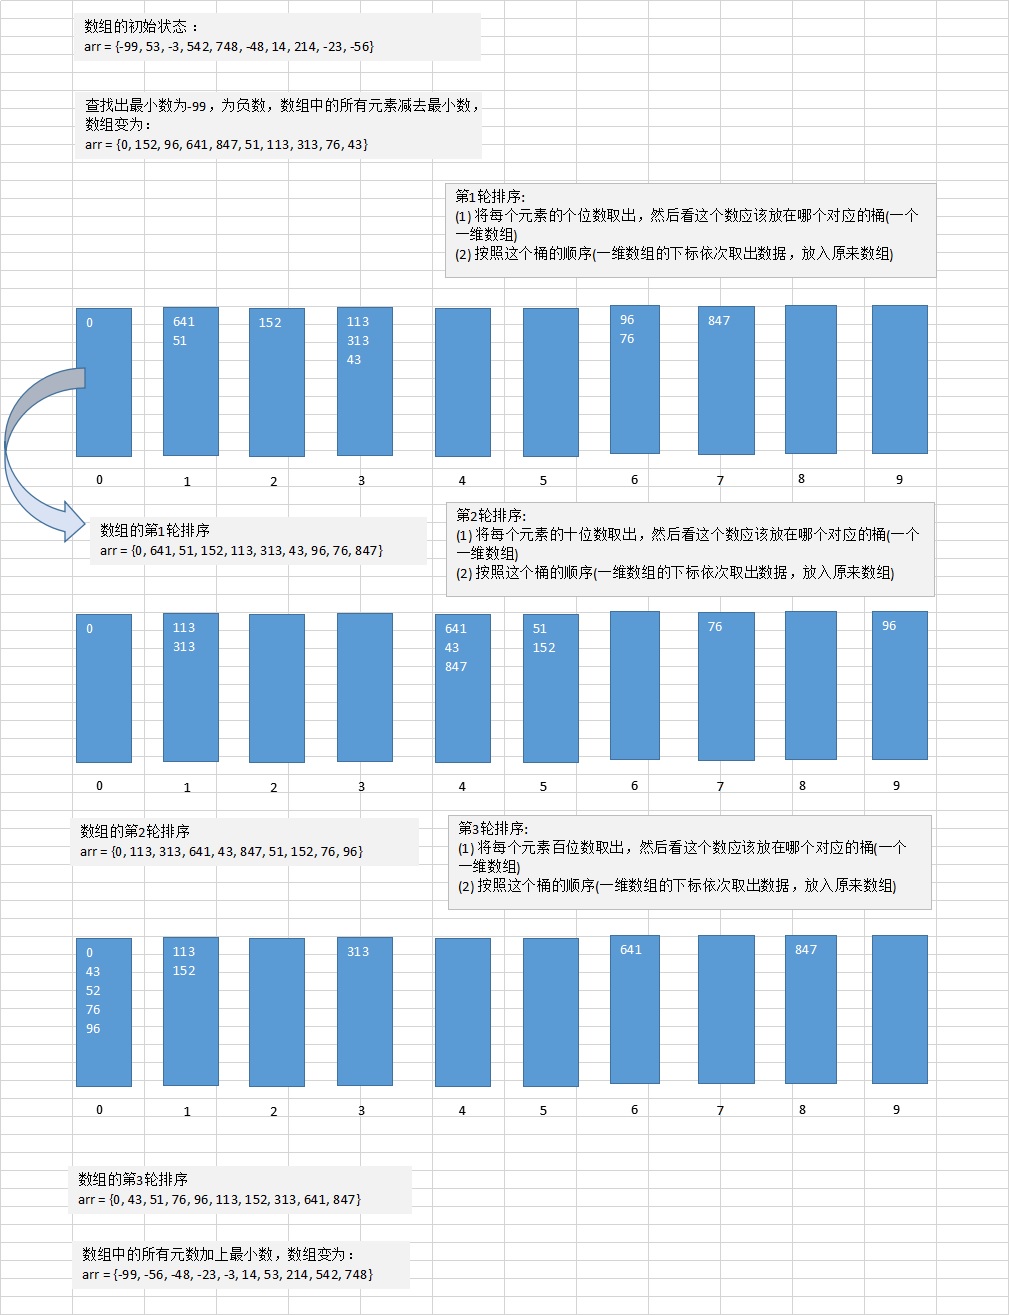 数组的初始状态：
arr = {-99, 53, -3, 542, 748, -48, 14, 214, -23, -56}
查找出最小数为-99，为负数，数组中的所有元素减去最小数，
数组变为：
arr = {0, 152, 96, 641, 847, 51, 113, 313, 76, 43}
第1轮排序:
(1) 将每个元素的个位数取出，然后看这个数应该放在哪个对应的桶(一个
一维数组)
(2) 按照这个桶的顺序(一维数组的下标依次取出数据，放入原来数组)
0 641 152 113 96 847
51 313 76
43
0 1 2 3 4 5 6 7 8 9
数组的第1轮排序
arr = {0, 641, 51, 152, 113, 313, 43, 96, 76, 847}
第2轮排序:
(1) 将每个元素的十位数取出，然后看这个数应该放在哪个对应的桶(一个
一维数组)
(2) 按照这个桶的顺序(一维数组的下标依次取出数据，放入原来数组)
0 113 641 51 76 96
313 43 152
847
0 1 2 3 4 5 6 7 8 9
数组的第2轮排序
arr = {0, 113, 313, 641, 43, 847, 51, 152, 76, 96}
第3轮排序:
(1) 将每个元素百位数取出，然后看这个数应该放在哪个对应的桶(一个
一维数组)
(2) 按照这个桶的顺序(一维数组的下标依次取出数据，放入原来数组)
0 113 313 641 847
43 152
52
76
96
0 1 2 3 4 5 6 7 8 9
数组的第3轮排序
arr = {0, 43, 51, 76, 96, 113, 152, 313, 641, 847}
数组中的所有元数加上最小数，数组变为：
arr = {-99, -56, -48, -23, -3, 14, 53, 214, 542, 748}